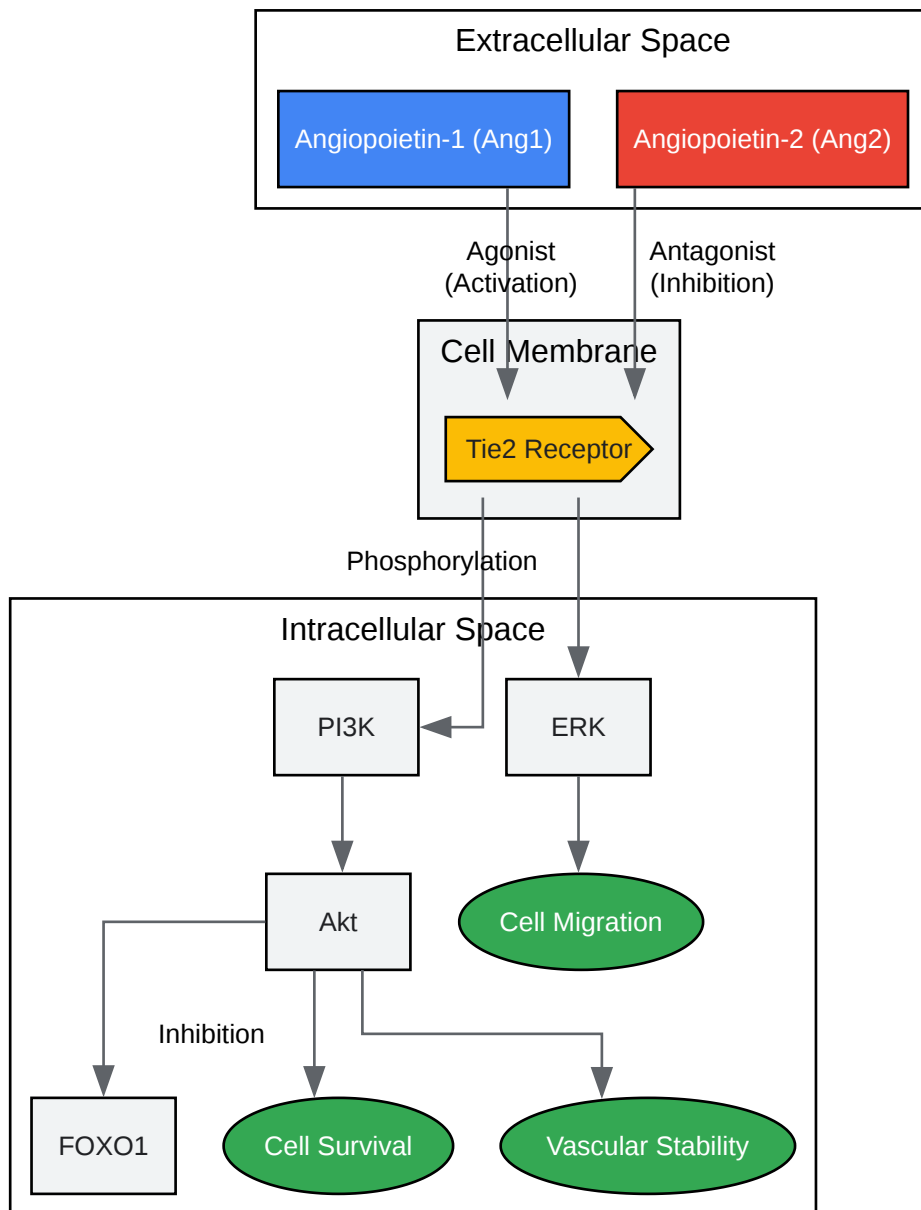 Extracellular Space
Angiopoietin-1 (Ang1)
Angiopoietin-2 (Ang2)
Agonist
(Activation)
Antagonist
(Inhibition)
Cell Membrane
Tie2 Receptor
Phosphorylation
Intracellular Space
PI3K
ERK
Akt
Cell Migration
Inhibition
FOXO1
Cell Survival
Vascular Stability